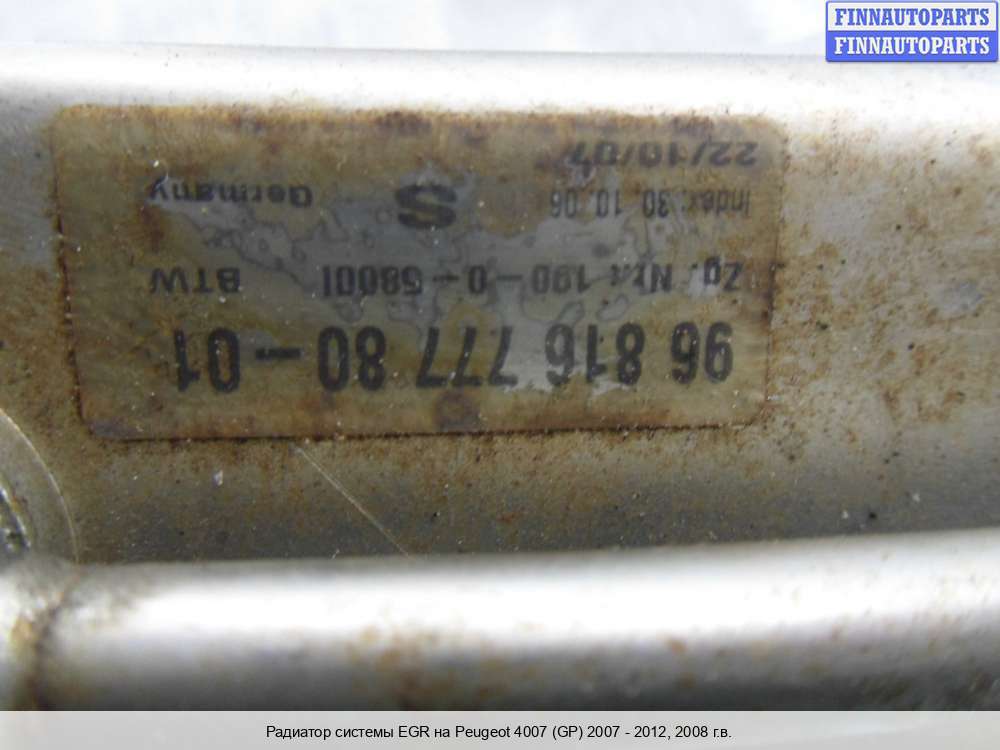 FINNAUTOPARTS
FINNAUTOPARTS
96 816 777 80-01
Zg. Nr.: 190-0-58001 BTW
Index: 30. 10. 06 S Germany
22/10/07
Радиатор системы EGR на Peugeot 4007 (GP) 2007 - 2012, 2008 г.в.